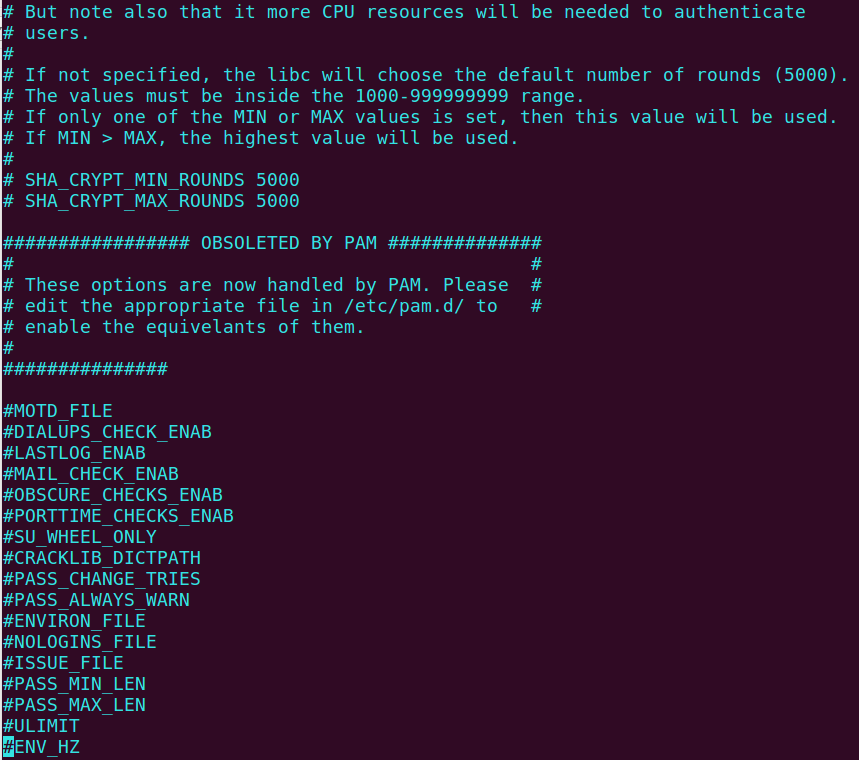 # But note also that it more CPU resources will be needed to authenticate
# users.
#
# If not specified, the libc will choose the default number of rounds (5000).
# The values must be inside the 1000-999999999 range.
# If only one of the MIN or MAX values is set, then this value will be used.
# If MIN > MAX, the highest value will be used.
#
# SHA_CRYPT_MIN_ROUNDS 5000
# SHA_CRYPT_MAX_ROUNDS 5000

################# OBSOLETED BY PAM ##############
#                                               #
# These options are now handled by PAM. Please  #
# edit the appropriate file in /etc/pam.d/ to   #
# enable the equivelants of them.
#
###############

#MOTD_FILE
#DIALUPS_CHECK_ENAB
#LASTLOG_ENAB
#MAIL_CHECK_ENAB
#OBSCURE_CHECKS_ENAB
#PORTTIME_CHECKS_ENAB
#SU_WHEEL_ONLY
#CRACKLIB_DICTPATH
#PASS_CHANGE_TRIES
#PASS_ALWAYS_WARN
#ENVIRON_FILE
#NOLOGINS_FILE
#ISSUE_FILE
#PASS_MIN_LEN
#PASS_MAX_LEN
#ULIMIT
#ENV_HZ